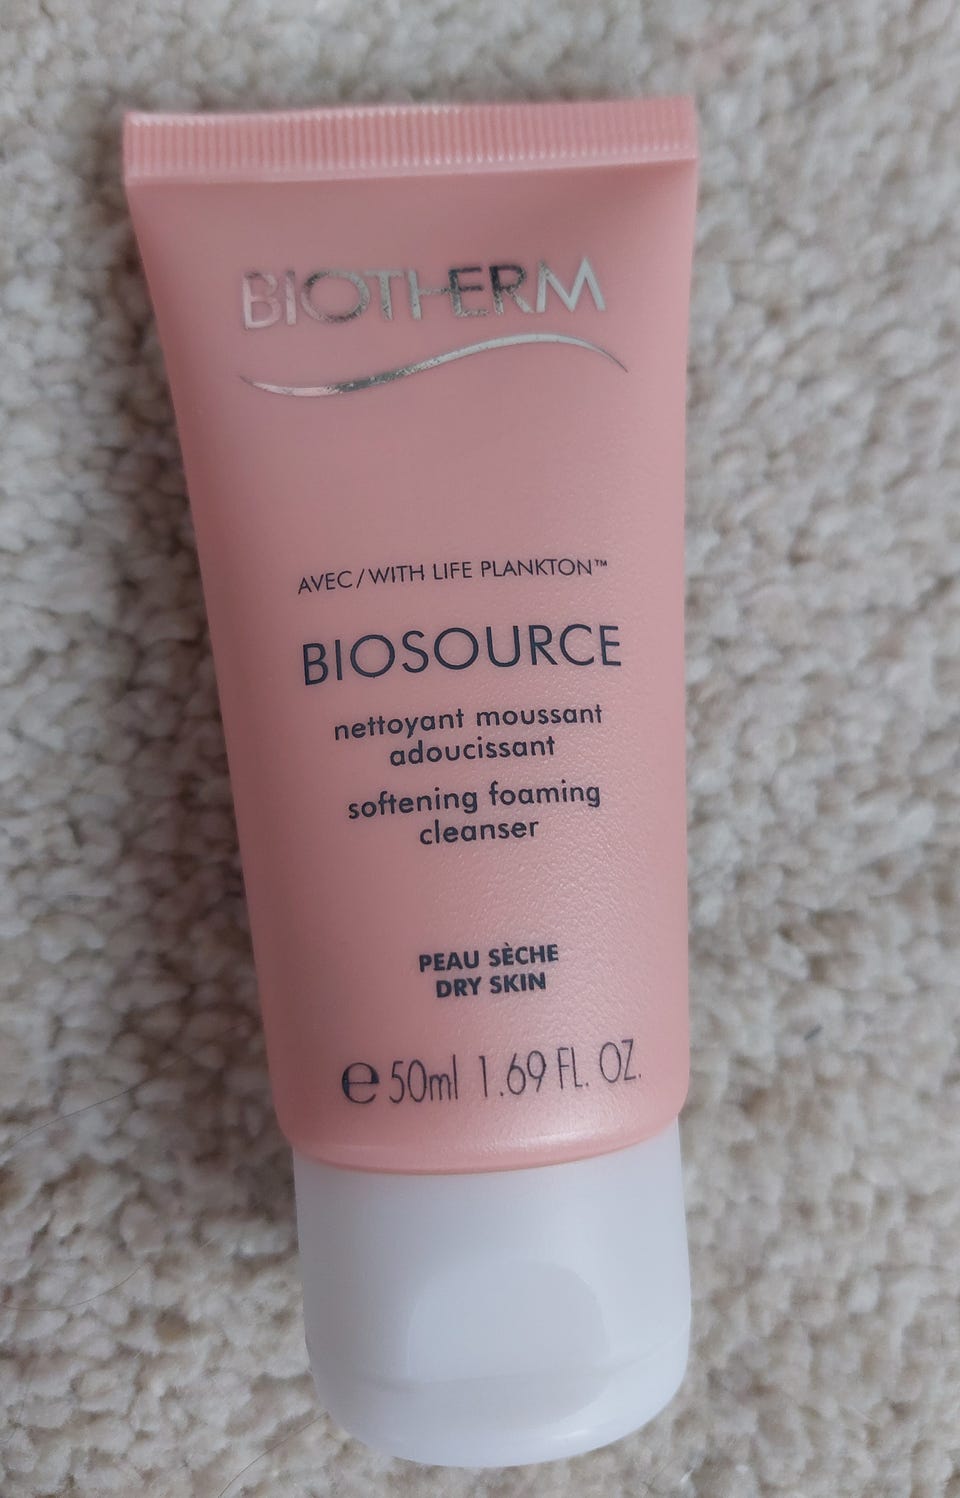 BIOTHERM
AVEC/WITH LIFE PLANKTON™
BIOSOURCE
nettoyant moussant
adoucissant
softening foaming
cleanser
PEAU SÈCHE
DRY SKIN
℮ 50ml 1.69 FL. OZ.